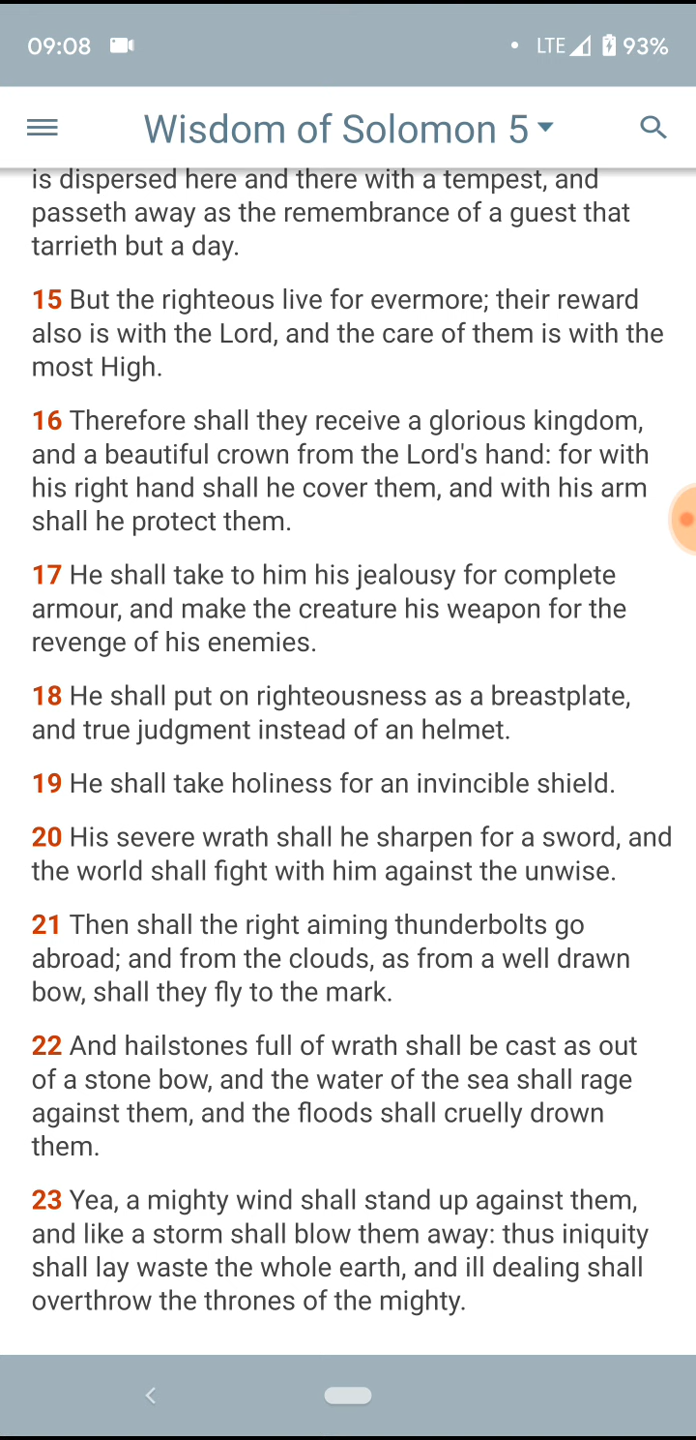 09:08
LTE 93%
Wisdom of Solomon 5
is dispersed here and there with a tempest, and
passeth away as the remembrance of a guest that
tarrieth but a day.
15 But the righteous live for evermore; their reward
also is with the Lord, and the care of them is with the
most High.
16 Therefore shall they receive a glorious kingdom,
and a beautiful crown from the Lord's hand: for with
his right hand shall he cover them, and with his arm
shall he protect them.
17 He shall take to him his jealousy for complete
armour, and make the creature his weapon for the
revenge of his enemies.
18 He shall put on righteousness as a breastplate,
and true judgment instead of an helmet.
19 He shall take holiness for an invincible shield.
20 His severe wrath shall he sharpen for a sword, and
the world shall fight with him against the unwise.
21 Then shall the right aiming thunderbolts go
abroad; and from the clouds, as from a well drawn
bow, shall they fly to the mark.
22 And hailstones full of wrath shall be cast as out
of a stone bow, and the water of the sea shall rage
against them, and the floods shall cruelly drown
them.
23 Yea, a mighty wind shall stand up against them,
and like a storm shall blow them away: thus iniquity
shall lay waste the whole earth, and ill dealing shall
overthrow the thrones of the mighty.